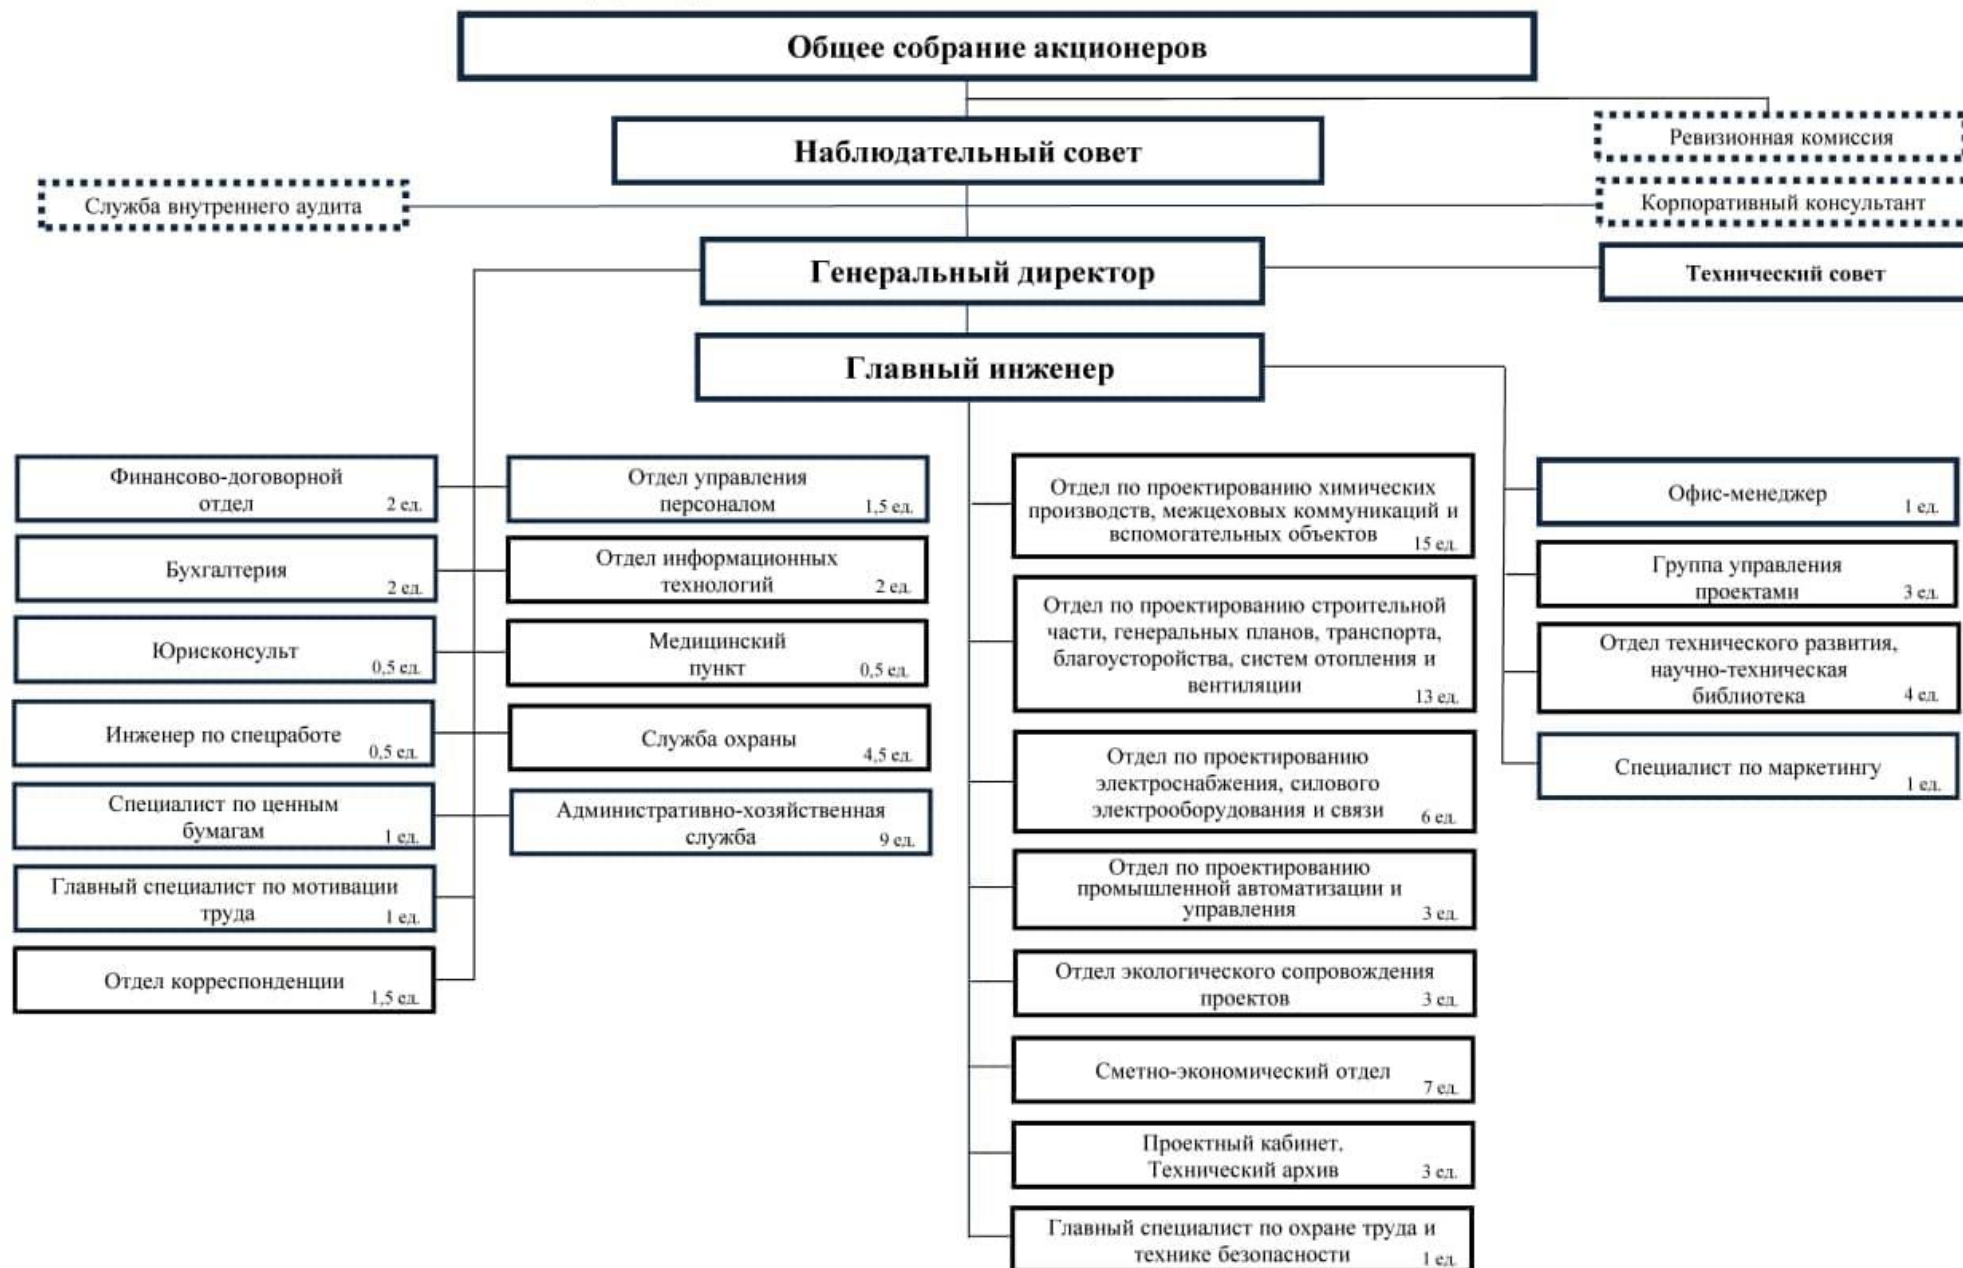 Общее собрание акционеров
Наблюдательный совет
Ревизионная комиссия
Служба внутреннего аудита
Корпоративный консультант
Генеральный директор
Технический совет
Главный инженер
Финансово-договорной
отдел
2 ед.
Бухгалтерия
2 ед.
Юрисконсульт
0,5 ед.
Инженер по спецработе
0,5 ед.
Специалист по ценным
бумагам
1 ед.
Главный специалист по мотивации
труда
1 ед.
Отдел корреспонденции
1,5 ед.
Отдел управления
персоналом
1,5 ед.
Отдел информационных
технологий
2 ед.
Медицинский
пункт
0,5 ед.
Служба охраны
4,5 ед.
Административно-хозяйственная
служба
9 ед.
Отдел по проектированию химических
производств, межцеховых коммуникаций и
вспомогательных объектов
15 ед.
Отдел по проектированию строительной
части, генеральных планов, транспорта,
благоусторойства, систем отопления и
вентиляции
13 ед.
Отдел по проектированию
электроснабжения, силового
электрооборудования и связи
6 ед.
Отдел по проектированию
промышленной автоматизации и
управления
3 ед.
Отдел экологического сопровождения
проектов
3 ед.
Сметно-экономический отдел
7 ед.
Проектный кабинет.
Технический архив
3 ед.
Главный специалист по охране труда и
технике безопасности
1 ед.
Офис-менеджер
1 ед.
Группа управления
проектами
3 ед.
Отдел технического развития,
научно-техническая
библиотека
4 ед.
Специалист по маркетингу
1 ед.